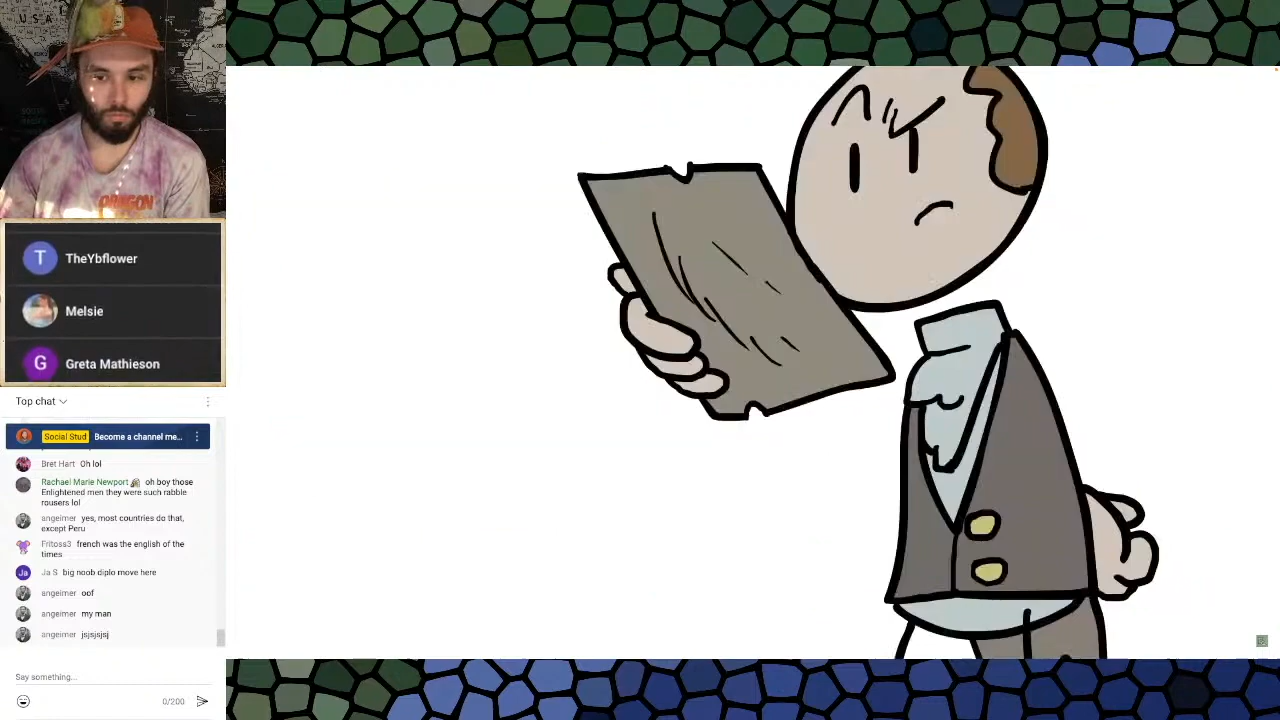 U S A
OREGON
T TheYbflower
Melsie
G Greta Mathieson
Top chat
Social Stud Become a channel me...
Bret Hart Oh lol
Rachael Marie Newport oh boy those
Enlightened men they were such rabble
rousers lol
angeimer yes, most countries do that,
except Peru
Fritoss3 french was the english of the
times
Ja Ja S big noob diplo move here
angeimer oof
angeimer my man
angeimer jsjsjsjsj
Say something...
0/200